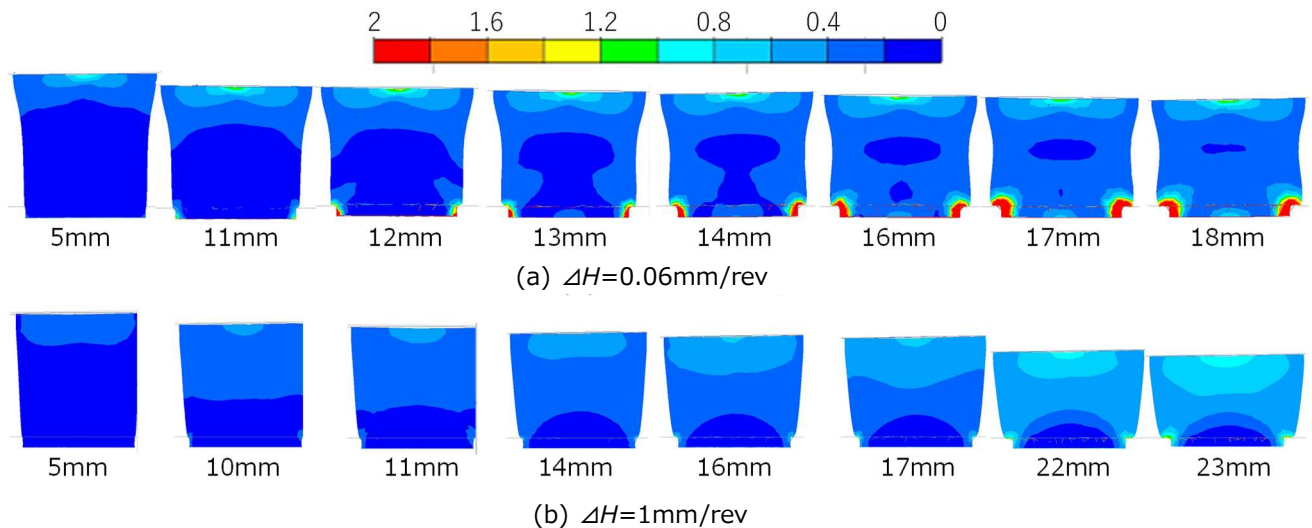 2 1.6 1.2 0.8 0.4 0
5mm 11mm 12mm 13mm 14mm 16mm 17mm 18mm
(a) ⊿H=0.06mm/rev
5mm 10mm 11mm 14mm 16mm 17mm 22mm 23mm
(b) ⊿H=1mm/rev